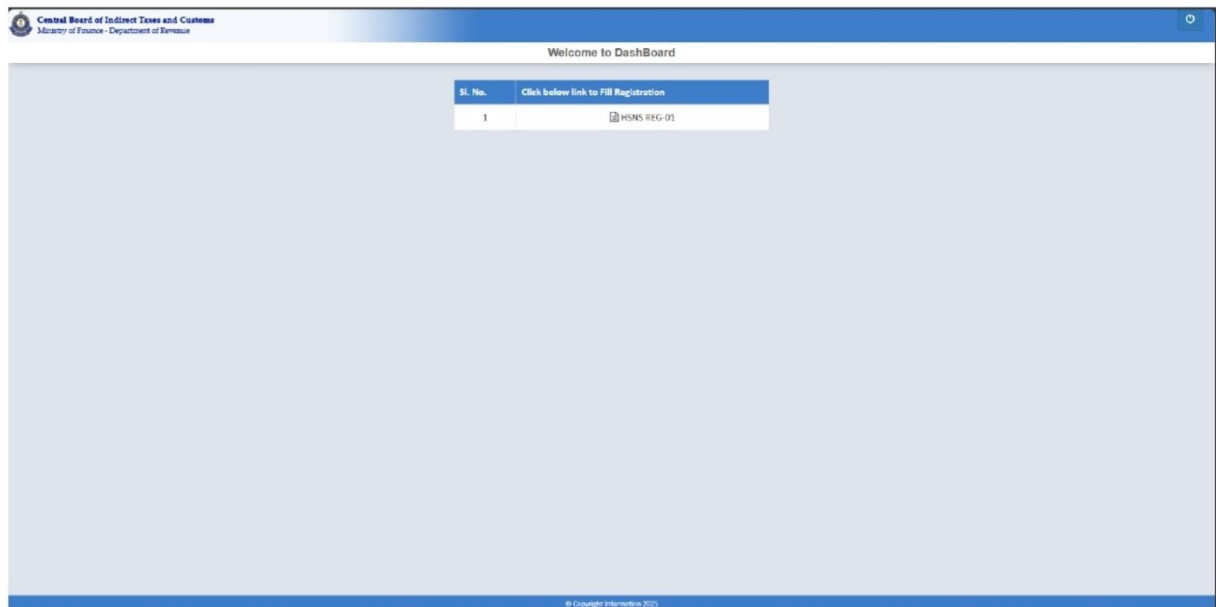 Central Board of Indirect Taxes and Customs
Ministry of Finance - Department of Revenue
Welcome to DashBoard
Sl. No. Click below link to Fill Registration
1 HSNS REG-01
© Copyright Information 2025